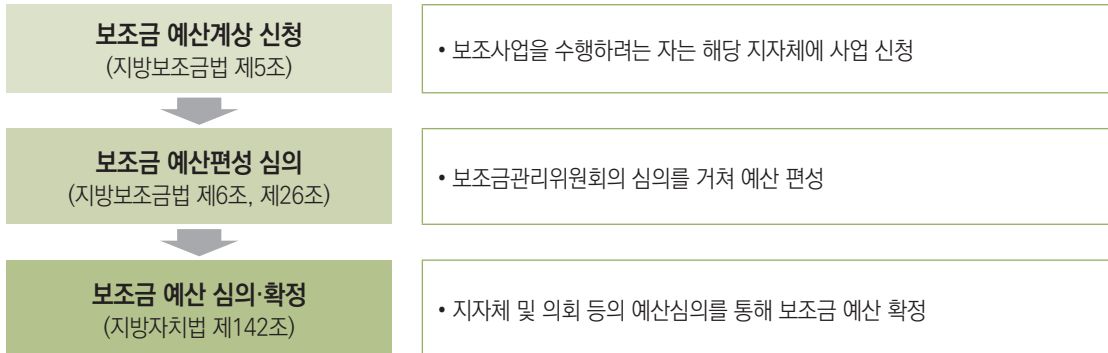 보조금 예산계상 신청
(지방보조금법 제5조)
• 보조사업을 수행하려는 자는 해당 지자체에 사업 신청
보조금 예산편성 심의
(지방보조금법 제6조, 제26조)
• 보조금관리위원회의 심의를 거쳐 예산 편성
보조금 예산 심의·확정
(지방자치법 제142조)
• 지자체 및 의회 등의 예산심의를 통해 보조금 예산 확정